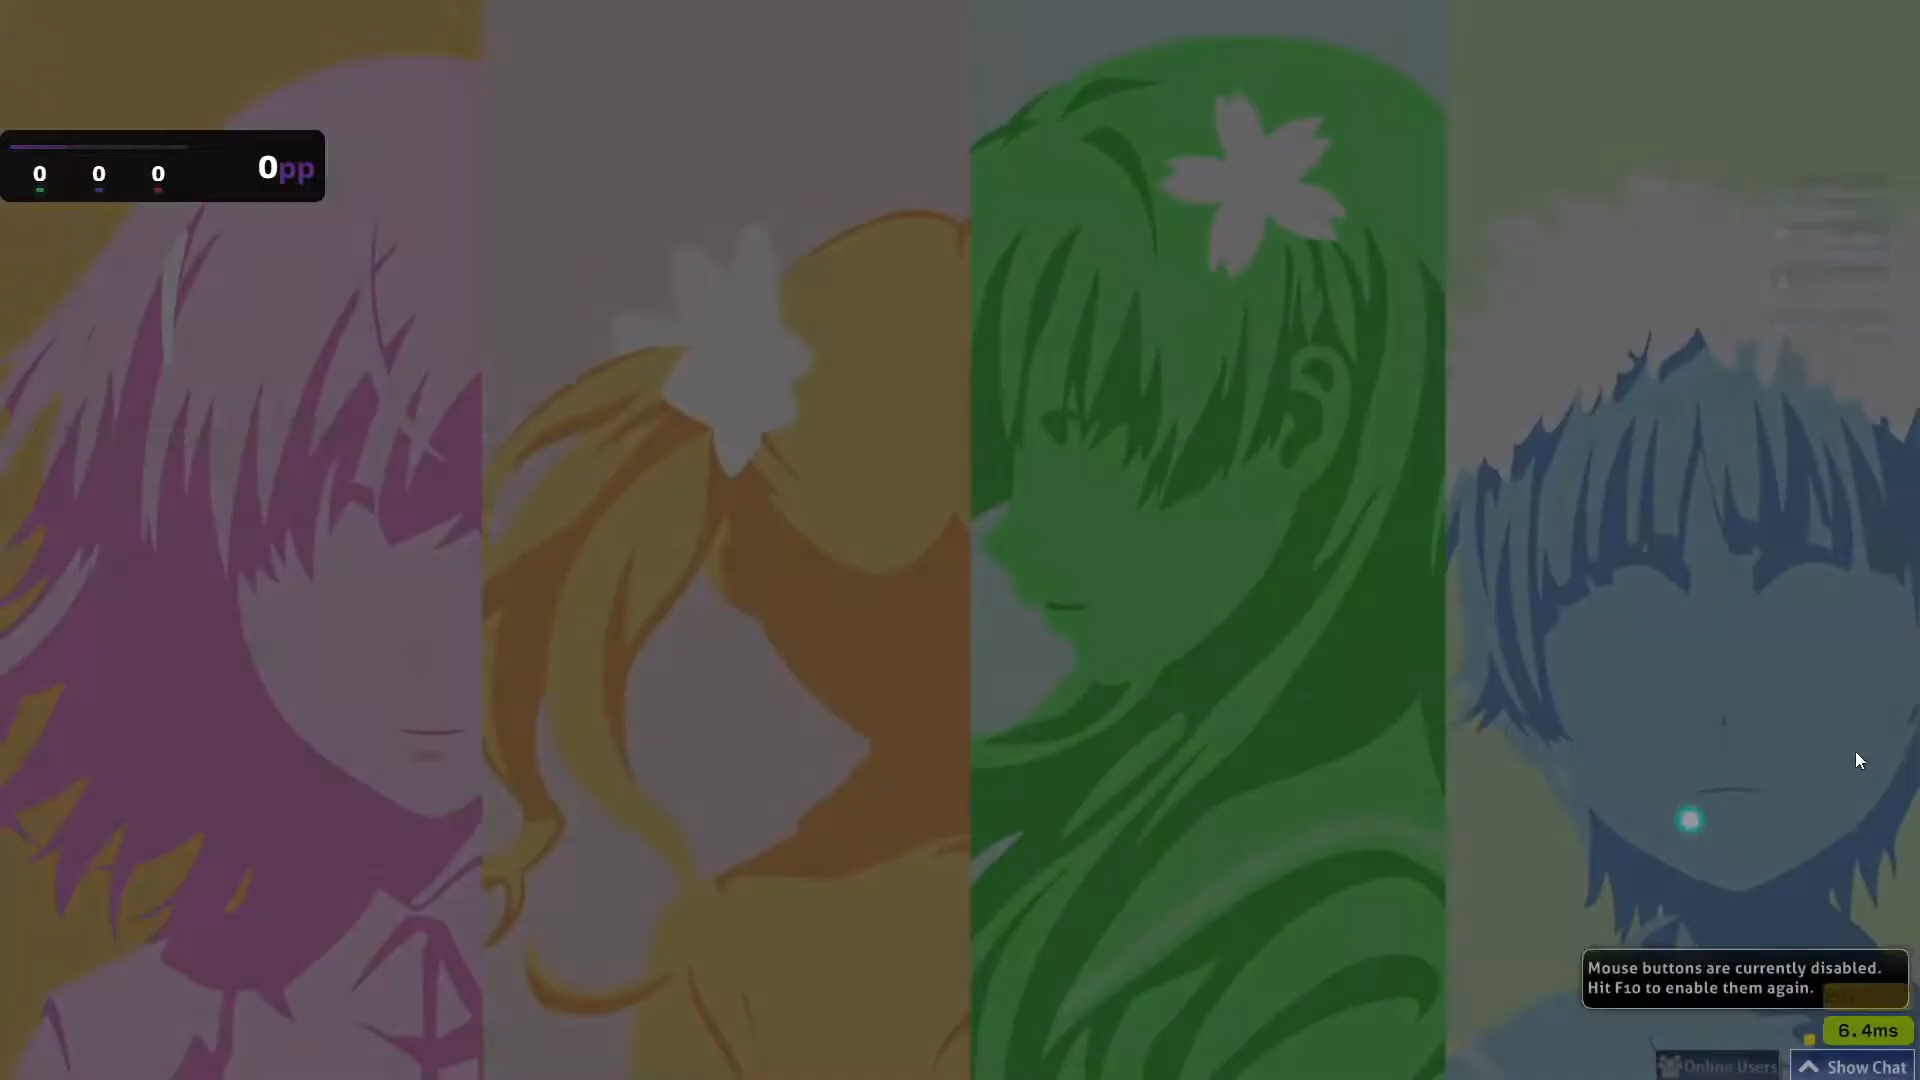 0 0 0 0pp
Mouse buttons are currently disabled.
Hit F10 to enable them again.
6.4ms
Online Users
Show Chat